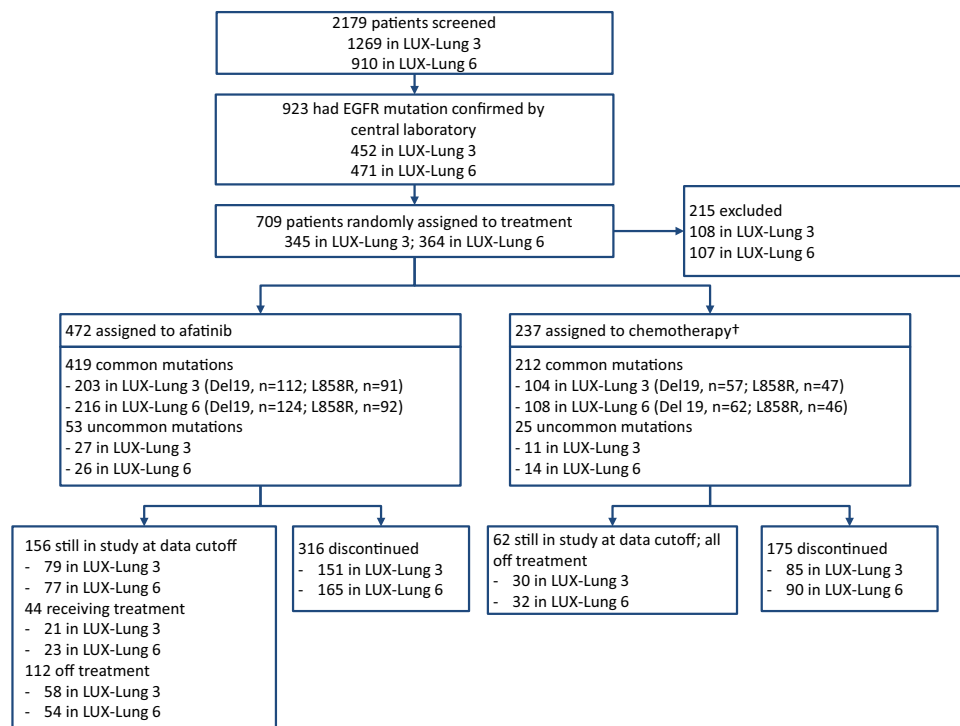 2179 patients screened
1269 in LUX-Lung 3
910 in LUX-Lung 6
923 had EGFR mutation confirmed by
central laboratory
452 in LUX-Lung 3
471 in LUX-Lung 6
709 patients randomly assigned to treatment
345 in LUX-Lung 3; 364 in LUX-Lung 6
215 excluded
108 in LUX-Lung 3
107 in LUX-Lung 6
472 assigned to afatinib
419 common mutations
- 203 in LUX-Lung 3 (Del19, n=112; L858R, n=91)
- 216 in LUX-Lung 6 (Del19, n=124; L858R, n=92)
53 uncommon mutations
- 27 in LUX-Lung 3
- 26 in LUX-Lung 6
237 assigned to chemotherapy†
212 common mutations
- 104 in LUX-Lung 3 (Del19, n=57; L858R, n=47)
- 108 in LUX-Lung 6 (Del 19, n=62; L858R, n=46)
25 uncommon mutations
- 11 in LUX-Lung 3
- 14 in LUX-Lung 6
156 still in study at data cutoff
- 79 in LUX-Lung 3
- 77 in LUX-Lung 6
44 receiving treatment
- 21 in LUX-Lung 3
- 23 in LUX-Lung 6
112 off treatment
- 58 in LUX-Lung 3
- 54 in LUX-Lung 6
316 discontinued
- 151 in LUX-Lung 3
- 165 in LUX-Lung 6
62 still in study at data cutoff; all
off treatment
- 30 in LUX-Lung 3
- 32 in LUX-Lung 6
175 discontinued
- 85 in LUX-Lung 3
- 90 in LUX-Lung 6